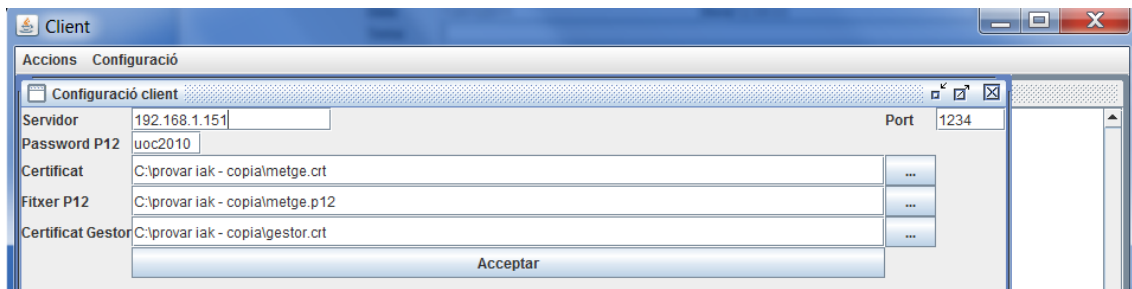 Client
Accions Configuració
Configuració client
Servidor 192.168.1.151 Port 1234
Password P12 uoc2010
Certificat C:\provar iak - copia\metge.crt ...
Fitxer P12 C:\provar iak - copia\metge.p12 ...
Certificat Gestor C:\provar iak - copia\gestor.crt ...
Acceptar